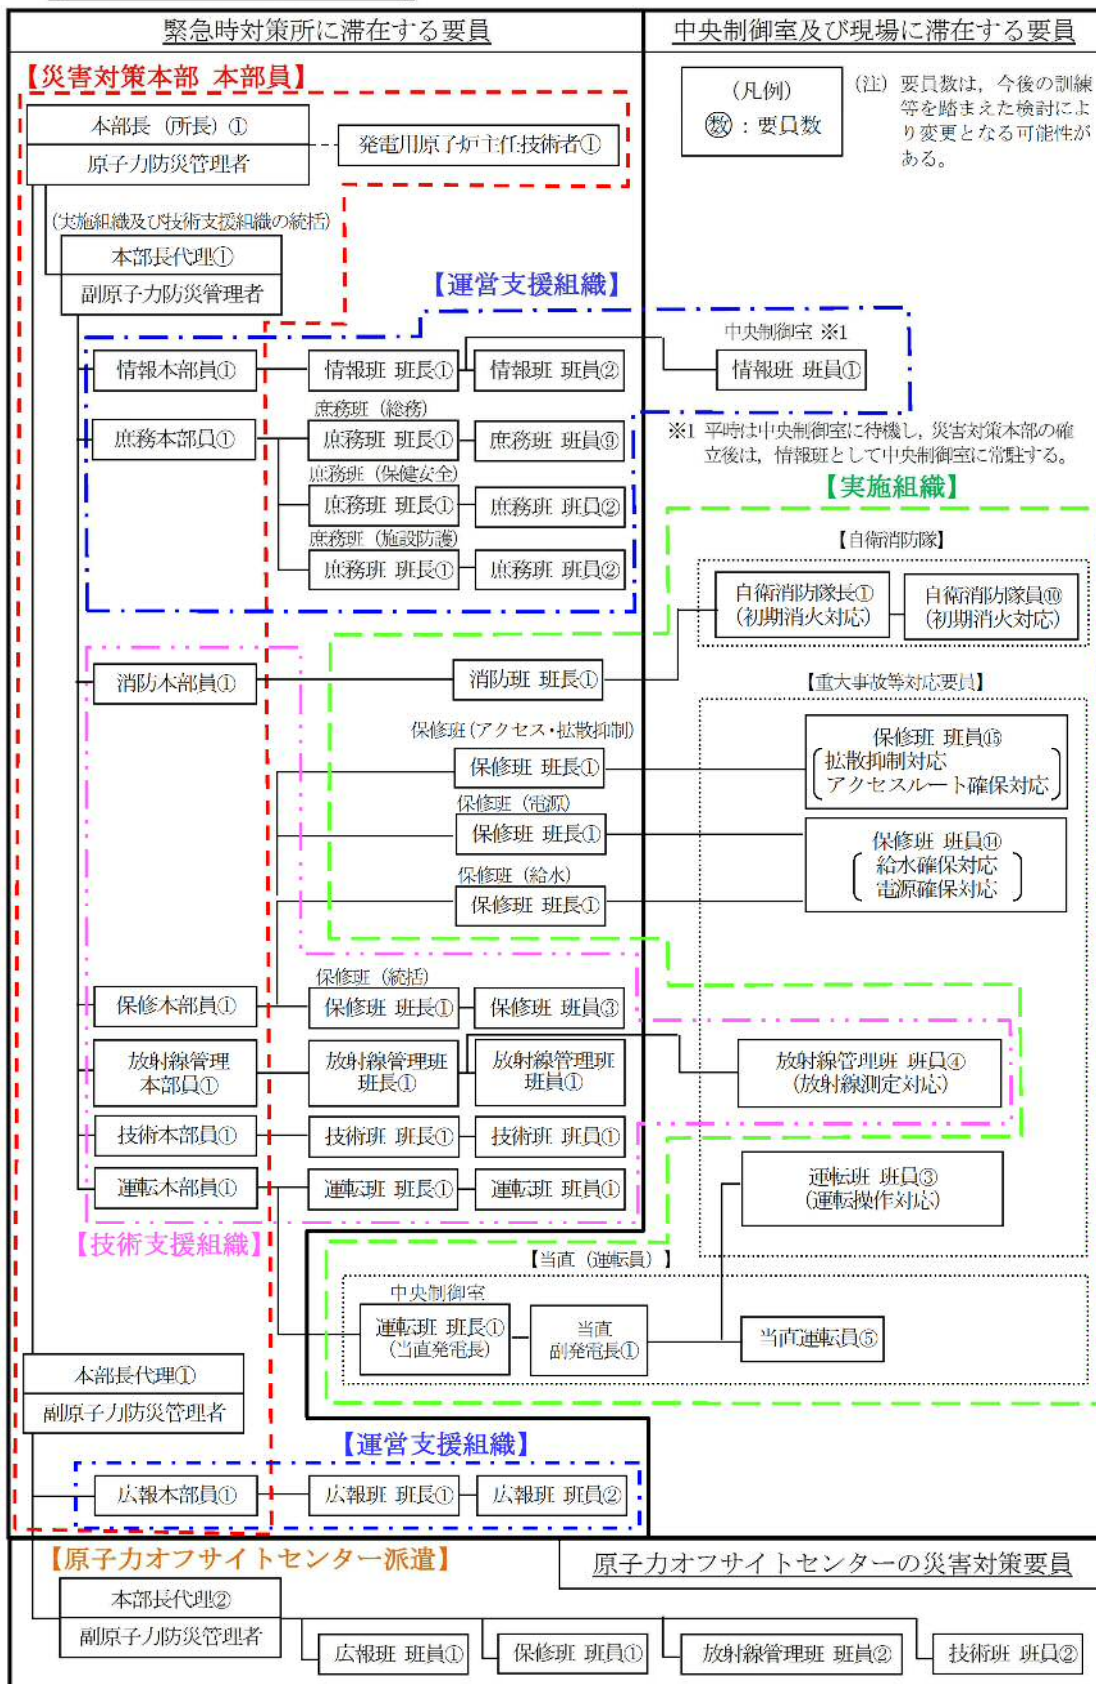 緊急時対策所に滞在する要員
中央制御室及び現場に滞在する要員
【災害対策本部 本部員】
本部長（所長）①
原子力防災管理者
発電用原子炉主任技術者①
（凡例）
㊝：要員数
（注）要員数は，今後の訓練
等を踏まえた検討によ
り変更となる可能性が
ある。
（実施組織及び技術支援組織の統括）
本部長代理①
副原子力防災管理者
【運営支援組織】
中央制御室 ※1
情報本部員①
情報班 班長①
情報班 班員②
情報班 班員①
庶務班（総務）
庶務本部員①
庶務班 班長①
庶務班 班員⑨
※1 平時は中央制御室に待機し，災害対策本部の確
立後は，情報班として中央制御室に常駐する。
庶務班（保健安全）
庶務班 班長①
庶務班 班員②
庶務班（施設防護）
庶務班 班長①
庶務班 班員②
【実施組織】
【自衛消防隊】
自衛消防隊長①
（初期消火対応）
自衛消防隊員⑩
（初期消火対応）
消防本部員①
消防班 班長①
【重大事故等対応要員】
保修班（アクセス・拡散抑制）
保修班 班長①
保修班 班員⑮
拡散抑制対応
アクセスルート確保対応
保修班（電源）
保修班 班長①
保修班 班員⑭
給水確保対応
電源確保対応
保修班（給水）
保修班 班長①
保修班（統括）
保修本部員①
保修班 班長①
保修班 班員③
放射線管理
本部員①
放射線管理班
班長①
放射線管理班
班員①
放射線管理班 班員④
（放射線測定対応）
技術本部員①
技術班 班長①
技術班 班員①
運転本部員①
運転班 班長①
運転班 班員①
運転班 班員③
（運転操作対応）
【技術支援組織】
【当直（運転員）】
中央制御室
運転班 班長①
（当直発電長）
当直
副発電長①
当直運転員⑤
本部長代理①
副原子力防災管理者
【運営支援組織】
広報本部員①
広報班 班長①
広報班 班員②
【原子力オフサイトセンター派遣】
原子力オフサイトセンターの災害対策要員
本部長代理②
副原子力防災管理者
広報班 班員①
保修班 班員①
放射線管理班 班員②
技術班 班員②